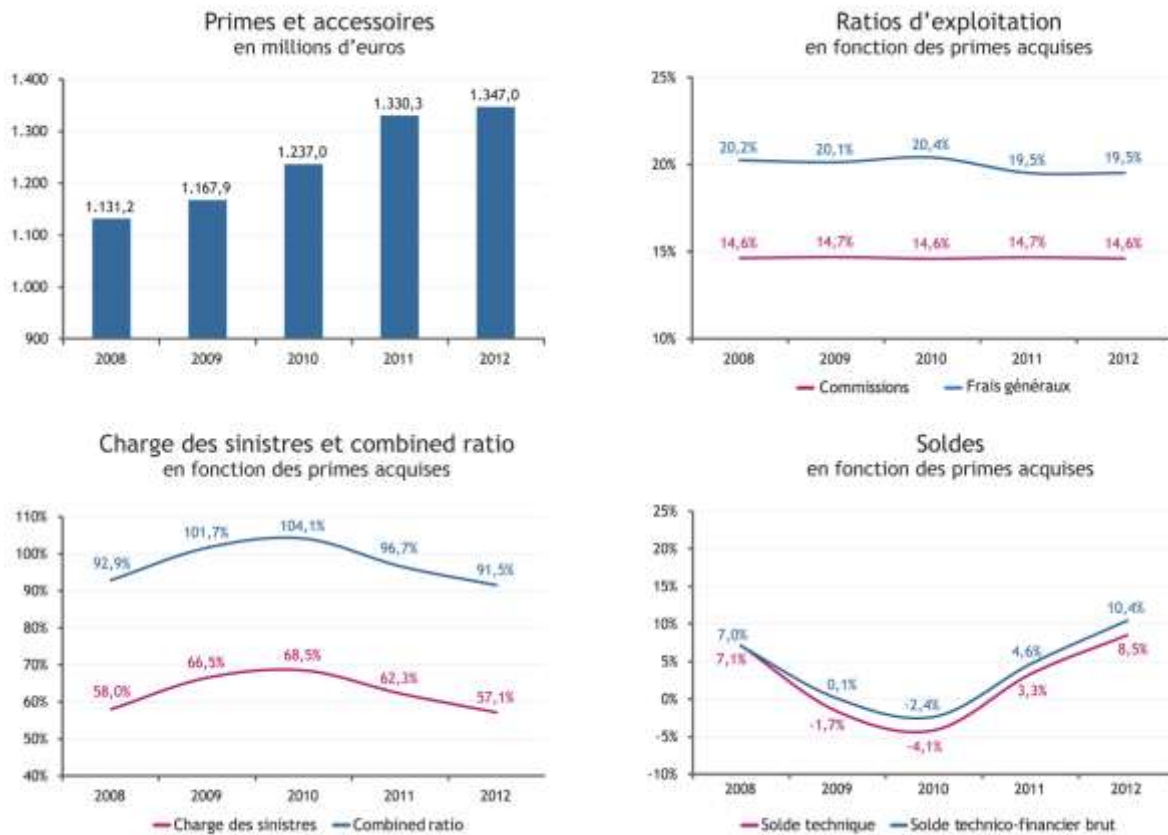 Primes et accessoires
en millions d'euros
1.400
1.300
1.200
1.100
1.000
900
1.131,2
1.167,9
1.237,0
1.330,3
1.347,0
2008 2009 2010 2011 2012
Ratios d'exploitation
en fonction des primes acquises
25%
20%
15%
10%
20,2% 20,1% 20,4% 19,5% 19,5%
14,6% 14,7% 14,6% 14,7% 14,6%
2008 2009 2010 2011 2012
Commissions Frais généraux
Charge des sinistres et combined ratio
en fonction des primes acquises
110%
100%
90%
80%
70%
60%
50%
40%
92,9% 101,7% 104,1% 96,7% 91,5%
58,0% 66,5% 68,5% 62,3% 57,1%
2008 2009 2010 2011 2012
Charge des sinistres Combined ratio
Soldes
en fonction des primes acquises
25%
20%
15%
10%
5%
0%
-5%
-10%
7,0% 0,1% -2,4% 4,6% 10,4%
7,1% -1,7% -4,1% 3,3% 8,5%
2008 2009 2010 2011 2012
Solde technique Solde technico-financier brut